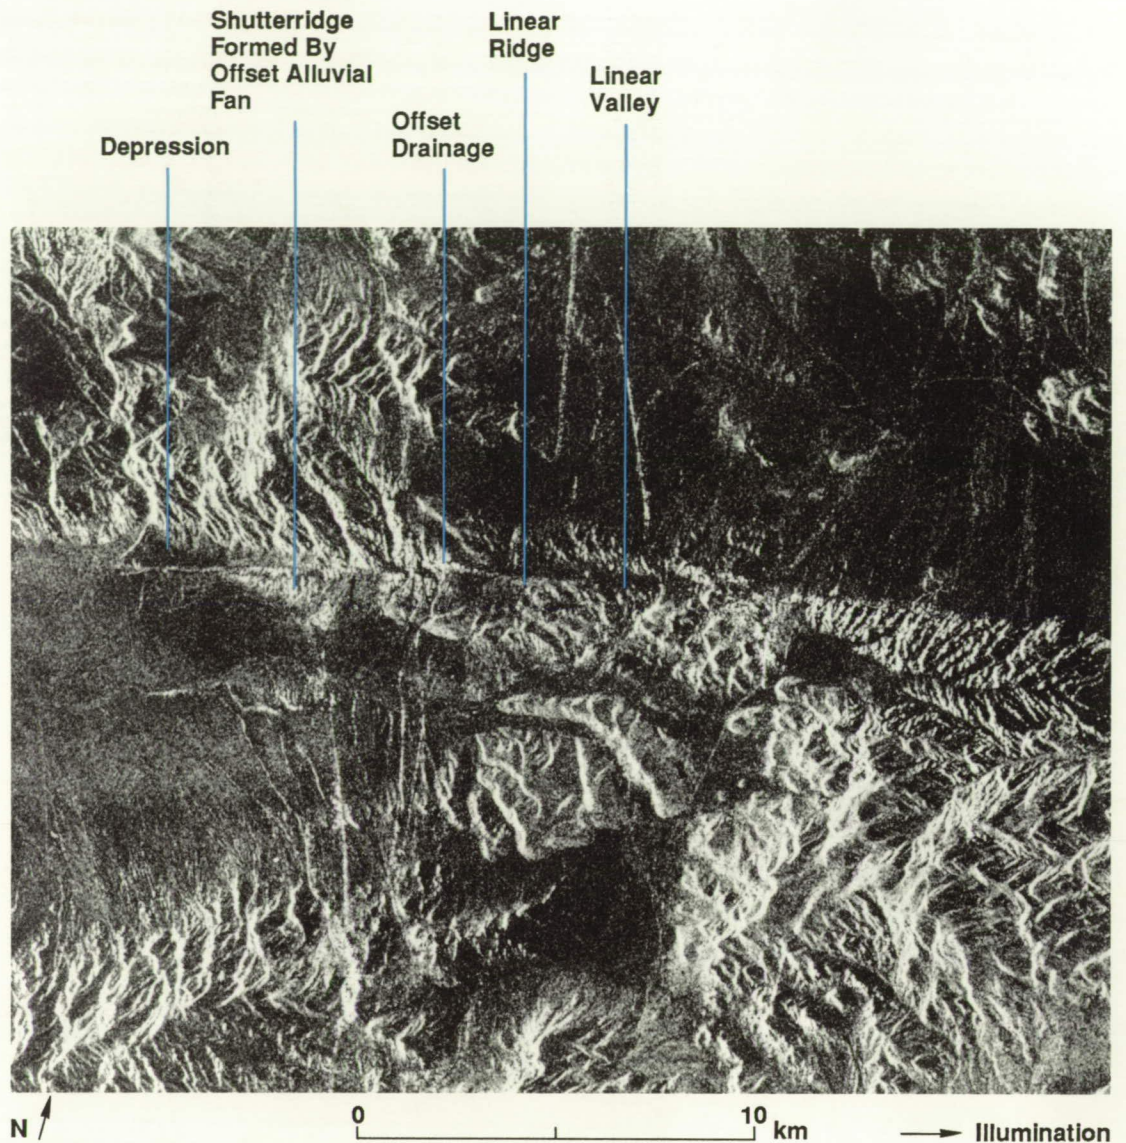 Shutterridge
Formed By
Offset Alluvial
Fan
Linear
Ridge
Linear
Valley
Depression
Offset
Drainage
N
0
10
km
Illumination